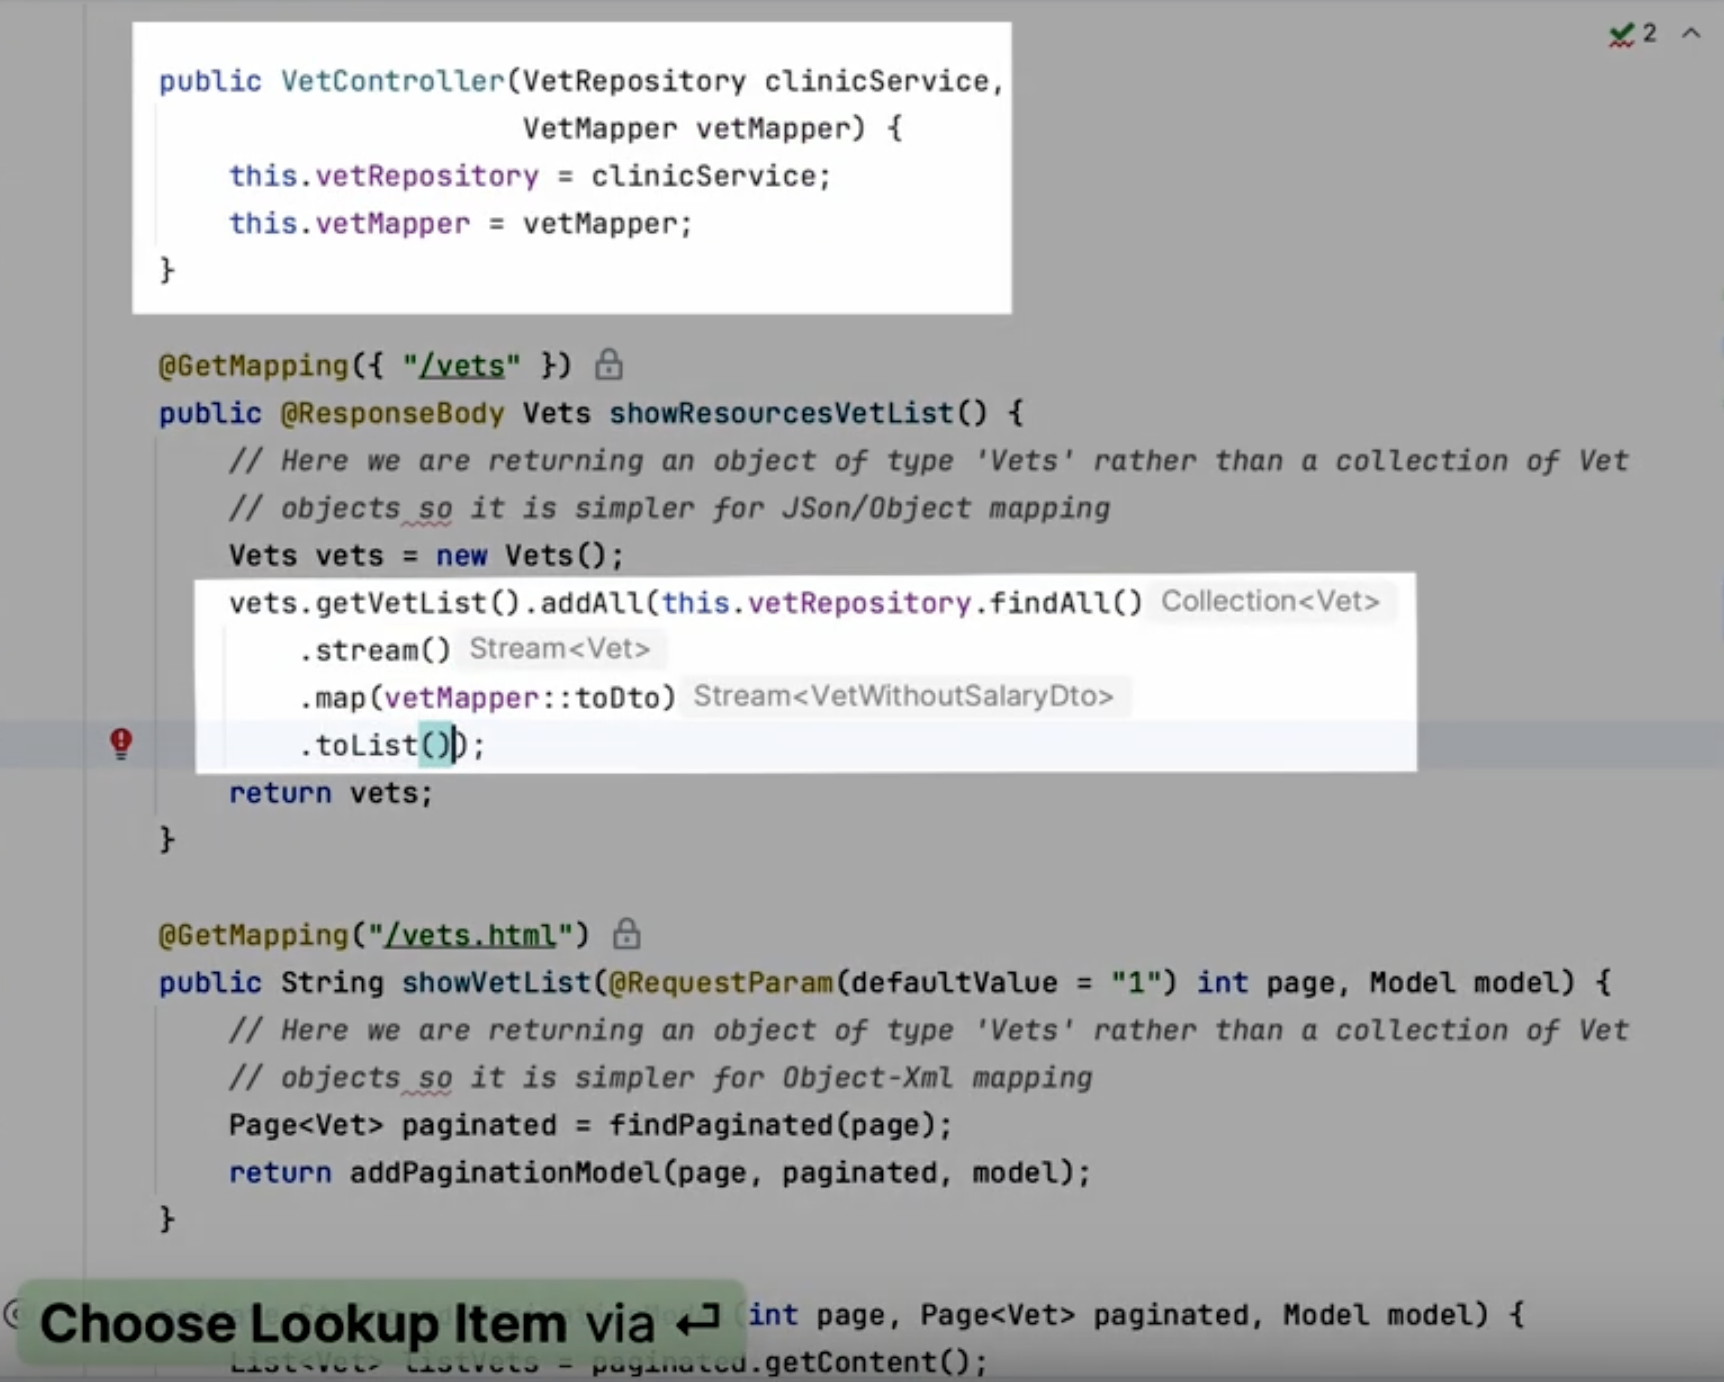 2
public VetController(VetRepository clinicService,
VetMapper vetMapper) {
this.vetRepository = clinicService;
this.vetMapper = vetMapper;
}
@GetMapping({ "/vets" })
public @ResponseBody Vets showResourcesVetList() {
// Here we are returning an object of type 'Vets' rather than a collection of Vet
// objects so it is simpler for JSon/Object mapping
Vets vets = new Vets();
vets.getVetList().addAll(this.vetRepository.findAll() Collection<Vet>
.stream() Stream<Vet>
.map(vetMapper::toDto) Stream<VetWithoutSalaryDto>
.toList());
return vets;
}
@GetMapping("/vets.html")
public String showVetList(@RequestParam(defaultValue = "1") int page, Model model) {
// Here we are returning an object of type 'Vets' rather than a collection of Vet
// objects so it is simpler for Object-Xml mapping
Page<Vet> paginated = findPaginated(page);
return addPaginationModel(page, paginated, model);
}
(int page, Page<Vet> paginated, Model model) {
Choose Lookup Item via ↵
List<Vet> listVets = paginated.getContent();